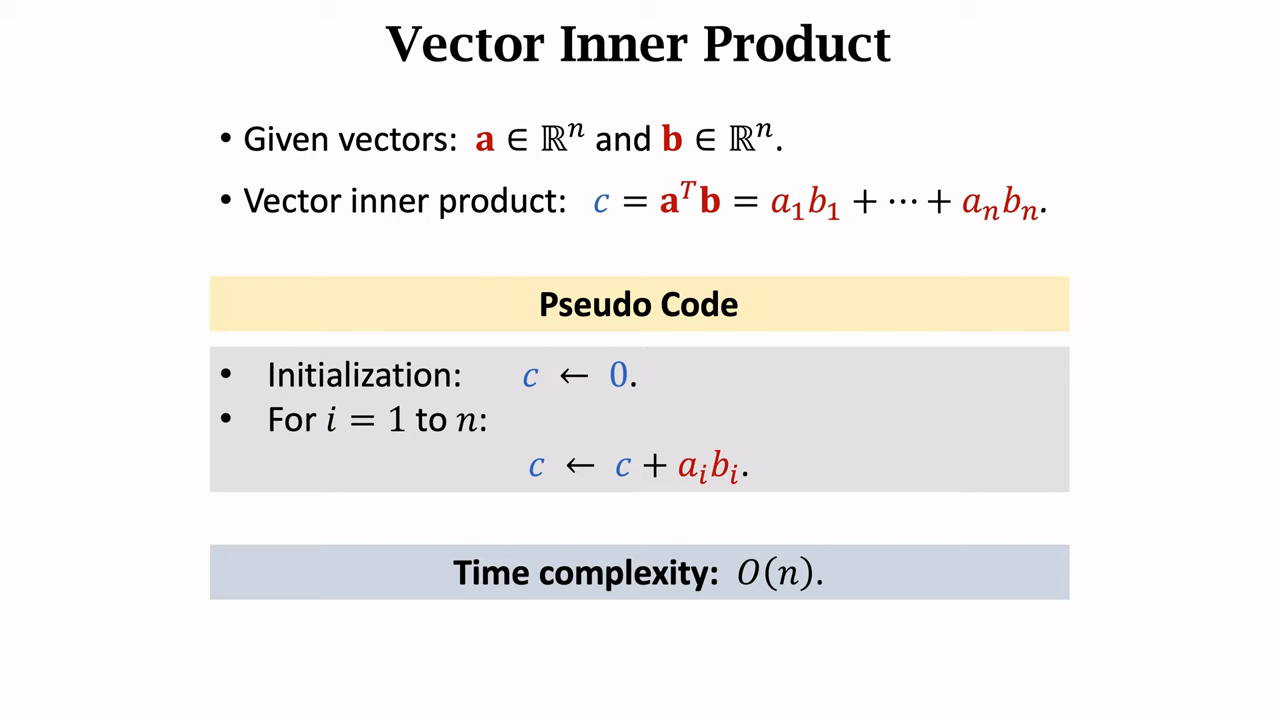 Vector Inner Product
• Given vectors: 𝐚 ∈ ℝⁿ and 𝐛 ∈ ℝⁿ.
• Vector inner product: c = 𝐚ᵀ𝐛 = a₁b₁ + ⋯ + aₙbₙ.
Pseudo Code
• Initialization: c ← 0.
• For i = 1 to n:
c ← c + aᵢbᵢ.
Time complexity: O(n).